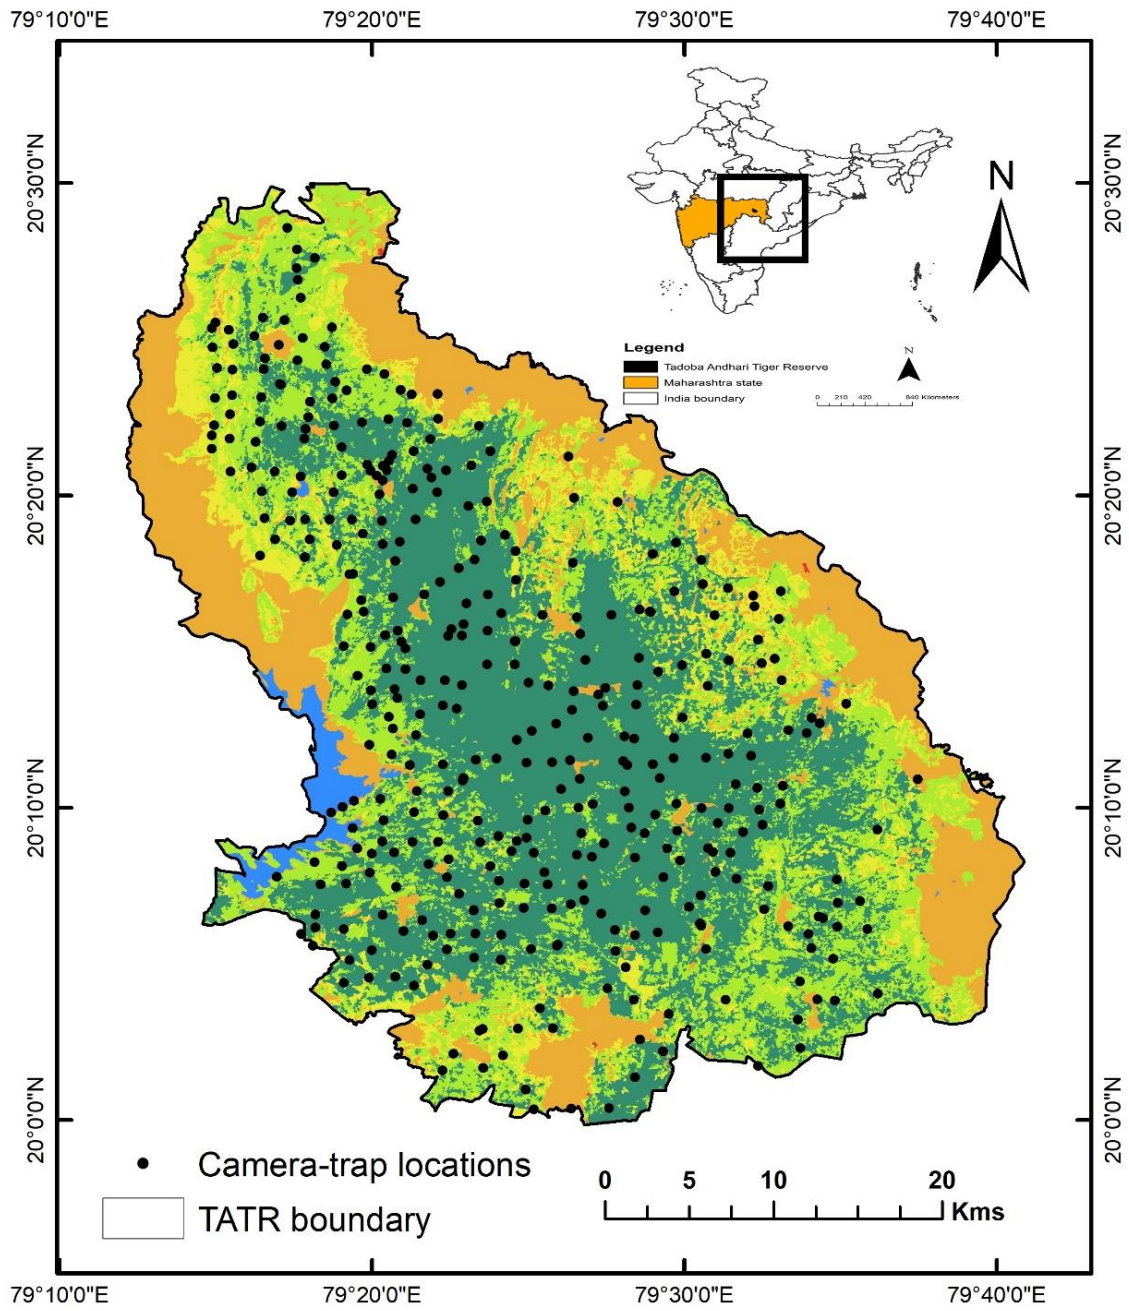 79°10'0"E 79°20'0"E 79°30'0"E 79°40'0"E
20°30'0"N 20°30'0"N
N
Legend
Tadoba Andhari Tiger Reserve
Maharashtra state
India boundary
N
0 210 420 840 Kilometers
20°20'0"N 20°20'0"N
20°10'0"N 20°10'0"N
20°0'0"N 20°0'0"N
Camera-trap locations
TATR boundary
0 5 10 20
Kms
79°10'0"E 79°20'0"E 79°30'0"E 79°40'0"E